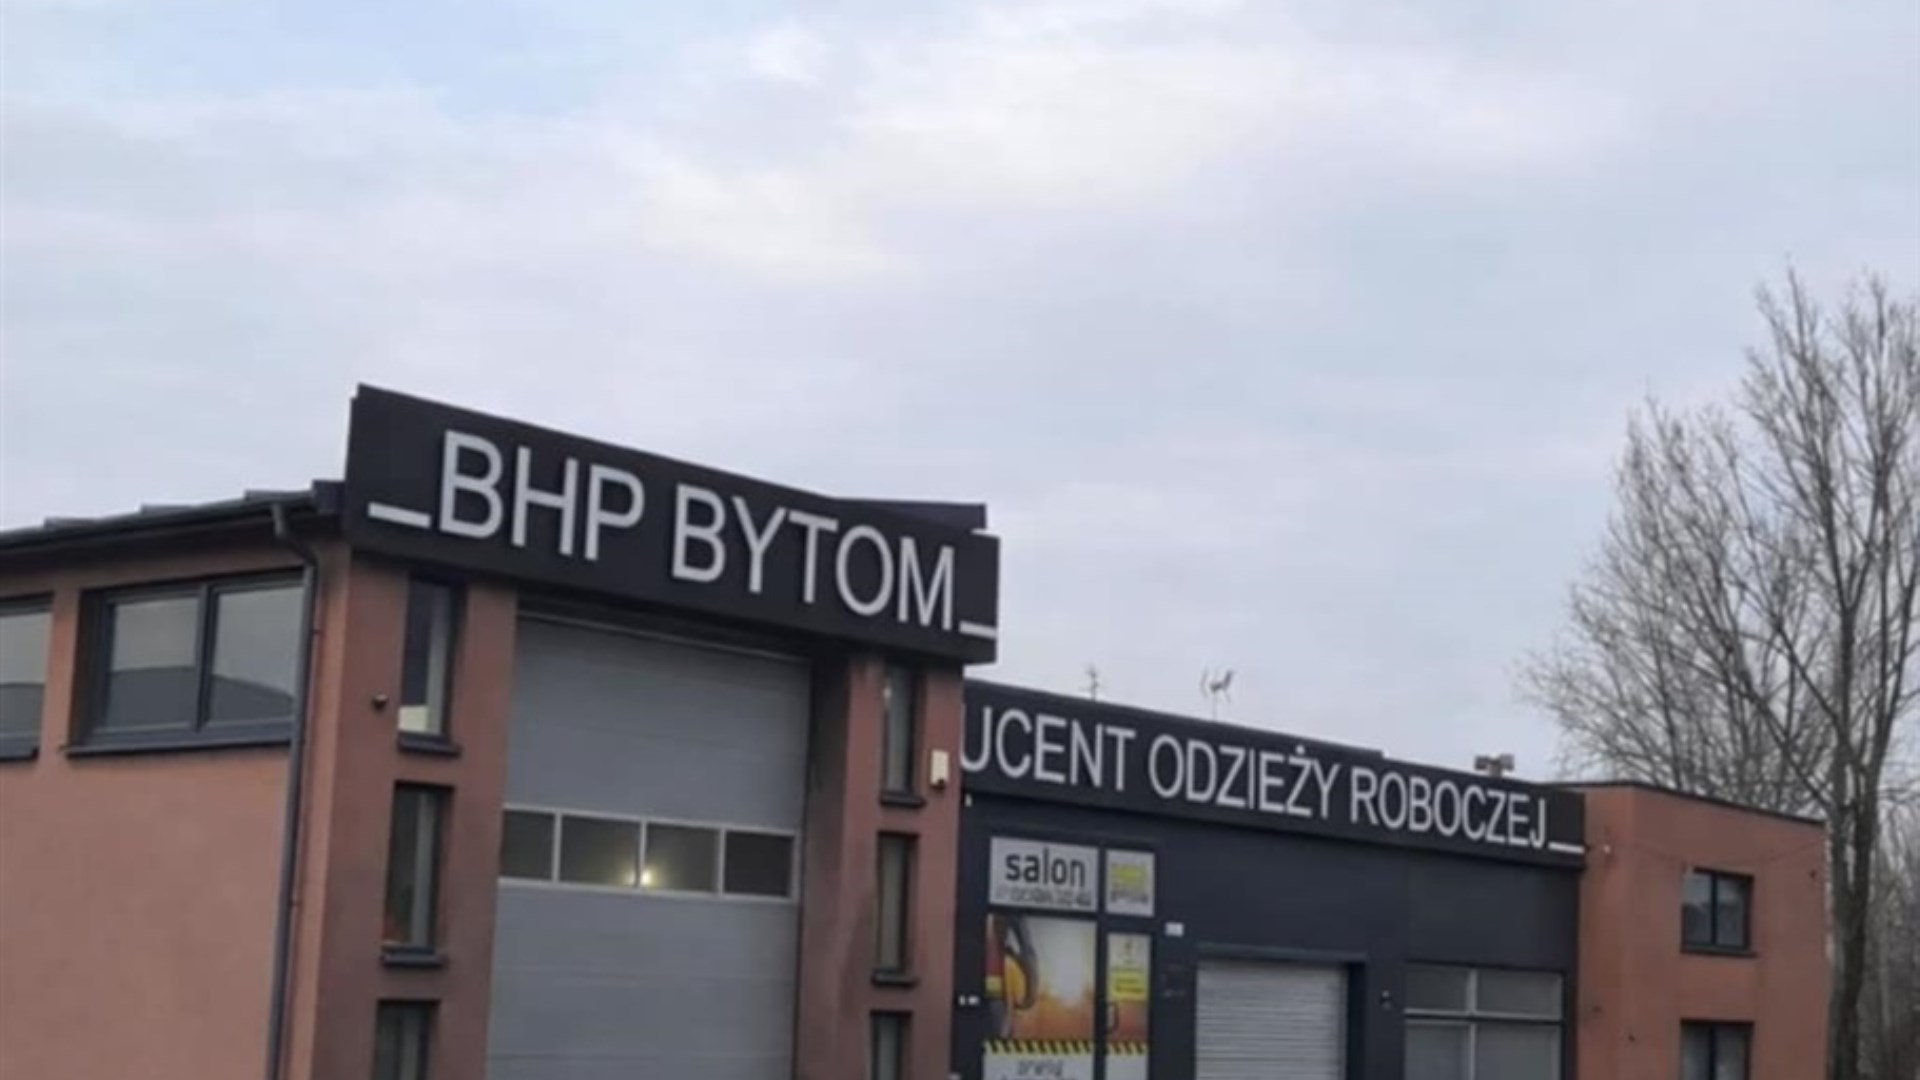 _BHP BYTOM_
UCENT ODZIEŻY ROBOCZEJ_
salon